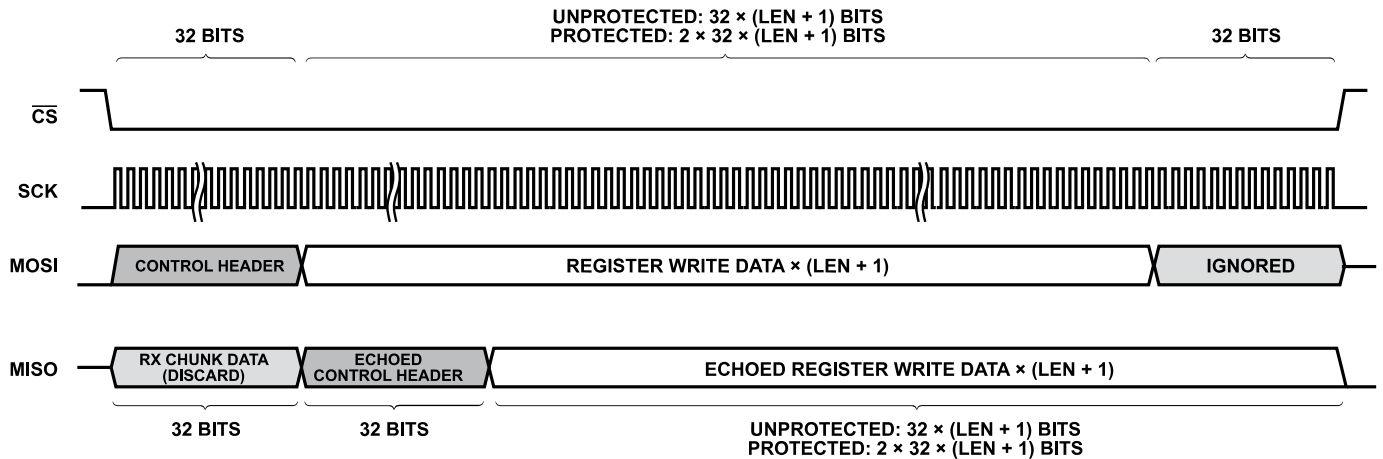 UNPROTECTED: 32 × (LEN + 1) BITS
32 BITS
PROTECTED: 2 × 32 × (LEN + 1) BITS
32 BITS
CS
SCK
MOSI
CONTROL HEADER
REGISTER WRITE DATA × (LEN + 1)
IGNORED
MISO
RX CHUNK DATA
(DISCARD)
ECHOED
CONTROL HEADER
ECHOED REGISTER WRITE DATA × (LEN + 1)
32 BITS
32 BITS
UNPROTECTED: 32 × (LEN + 1) BITS
PROTECTED: 2 × 32 × (LEN + 1) BITS